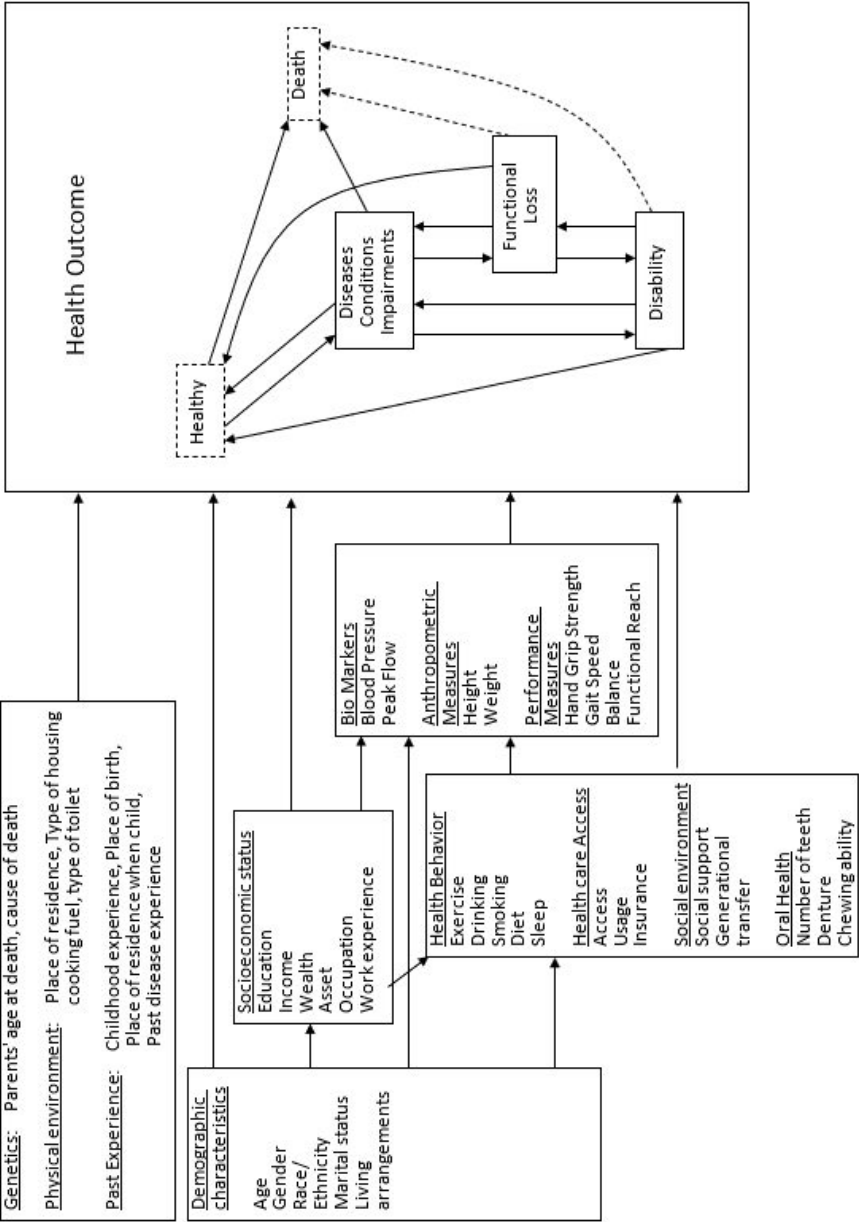 Genetics: Parents' age at death, cause of death
Physical environment: Place of residence, Type of housing
cooking fuel, type of toilet
Past Experience: Childhood experience, Place of birth,
Place of residence when child,
Past disease experience
Demographic
characteristics
Age
Gender
Race/
Ethnicity
Marital status
Living
arrangements
Socioeconomic status
Education
Income
Wealth
Asset
Occupation
Work experience
Health Behavior
Exercise
Drinking
Smoking
Diet
Sleep
Health care Access
Access
Usage
Insurance
Social environment
Social support
Generational
transfer
Oral Health
Number of teeth
Denture
Chewing ability
Bio Markers
Blood Pressure
Peak Flow
Anthropometric
Measures
Height
Weight
Performance
Measures
Hand Grip Strength
Gait Speed
Balance
Functional Reach
Health Outcome
Healthy
Death
Diseases
Conditions
Impairments
Functional
Loss
Disability